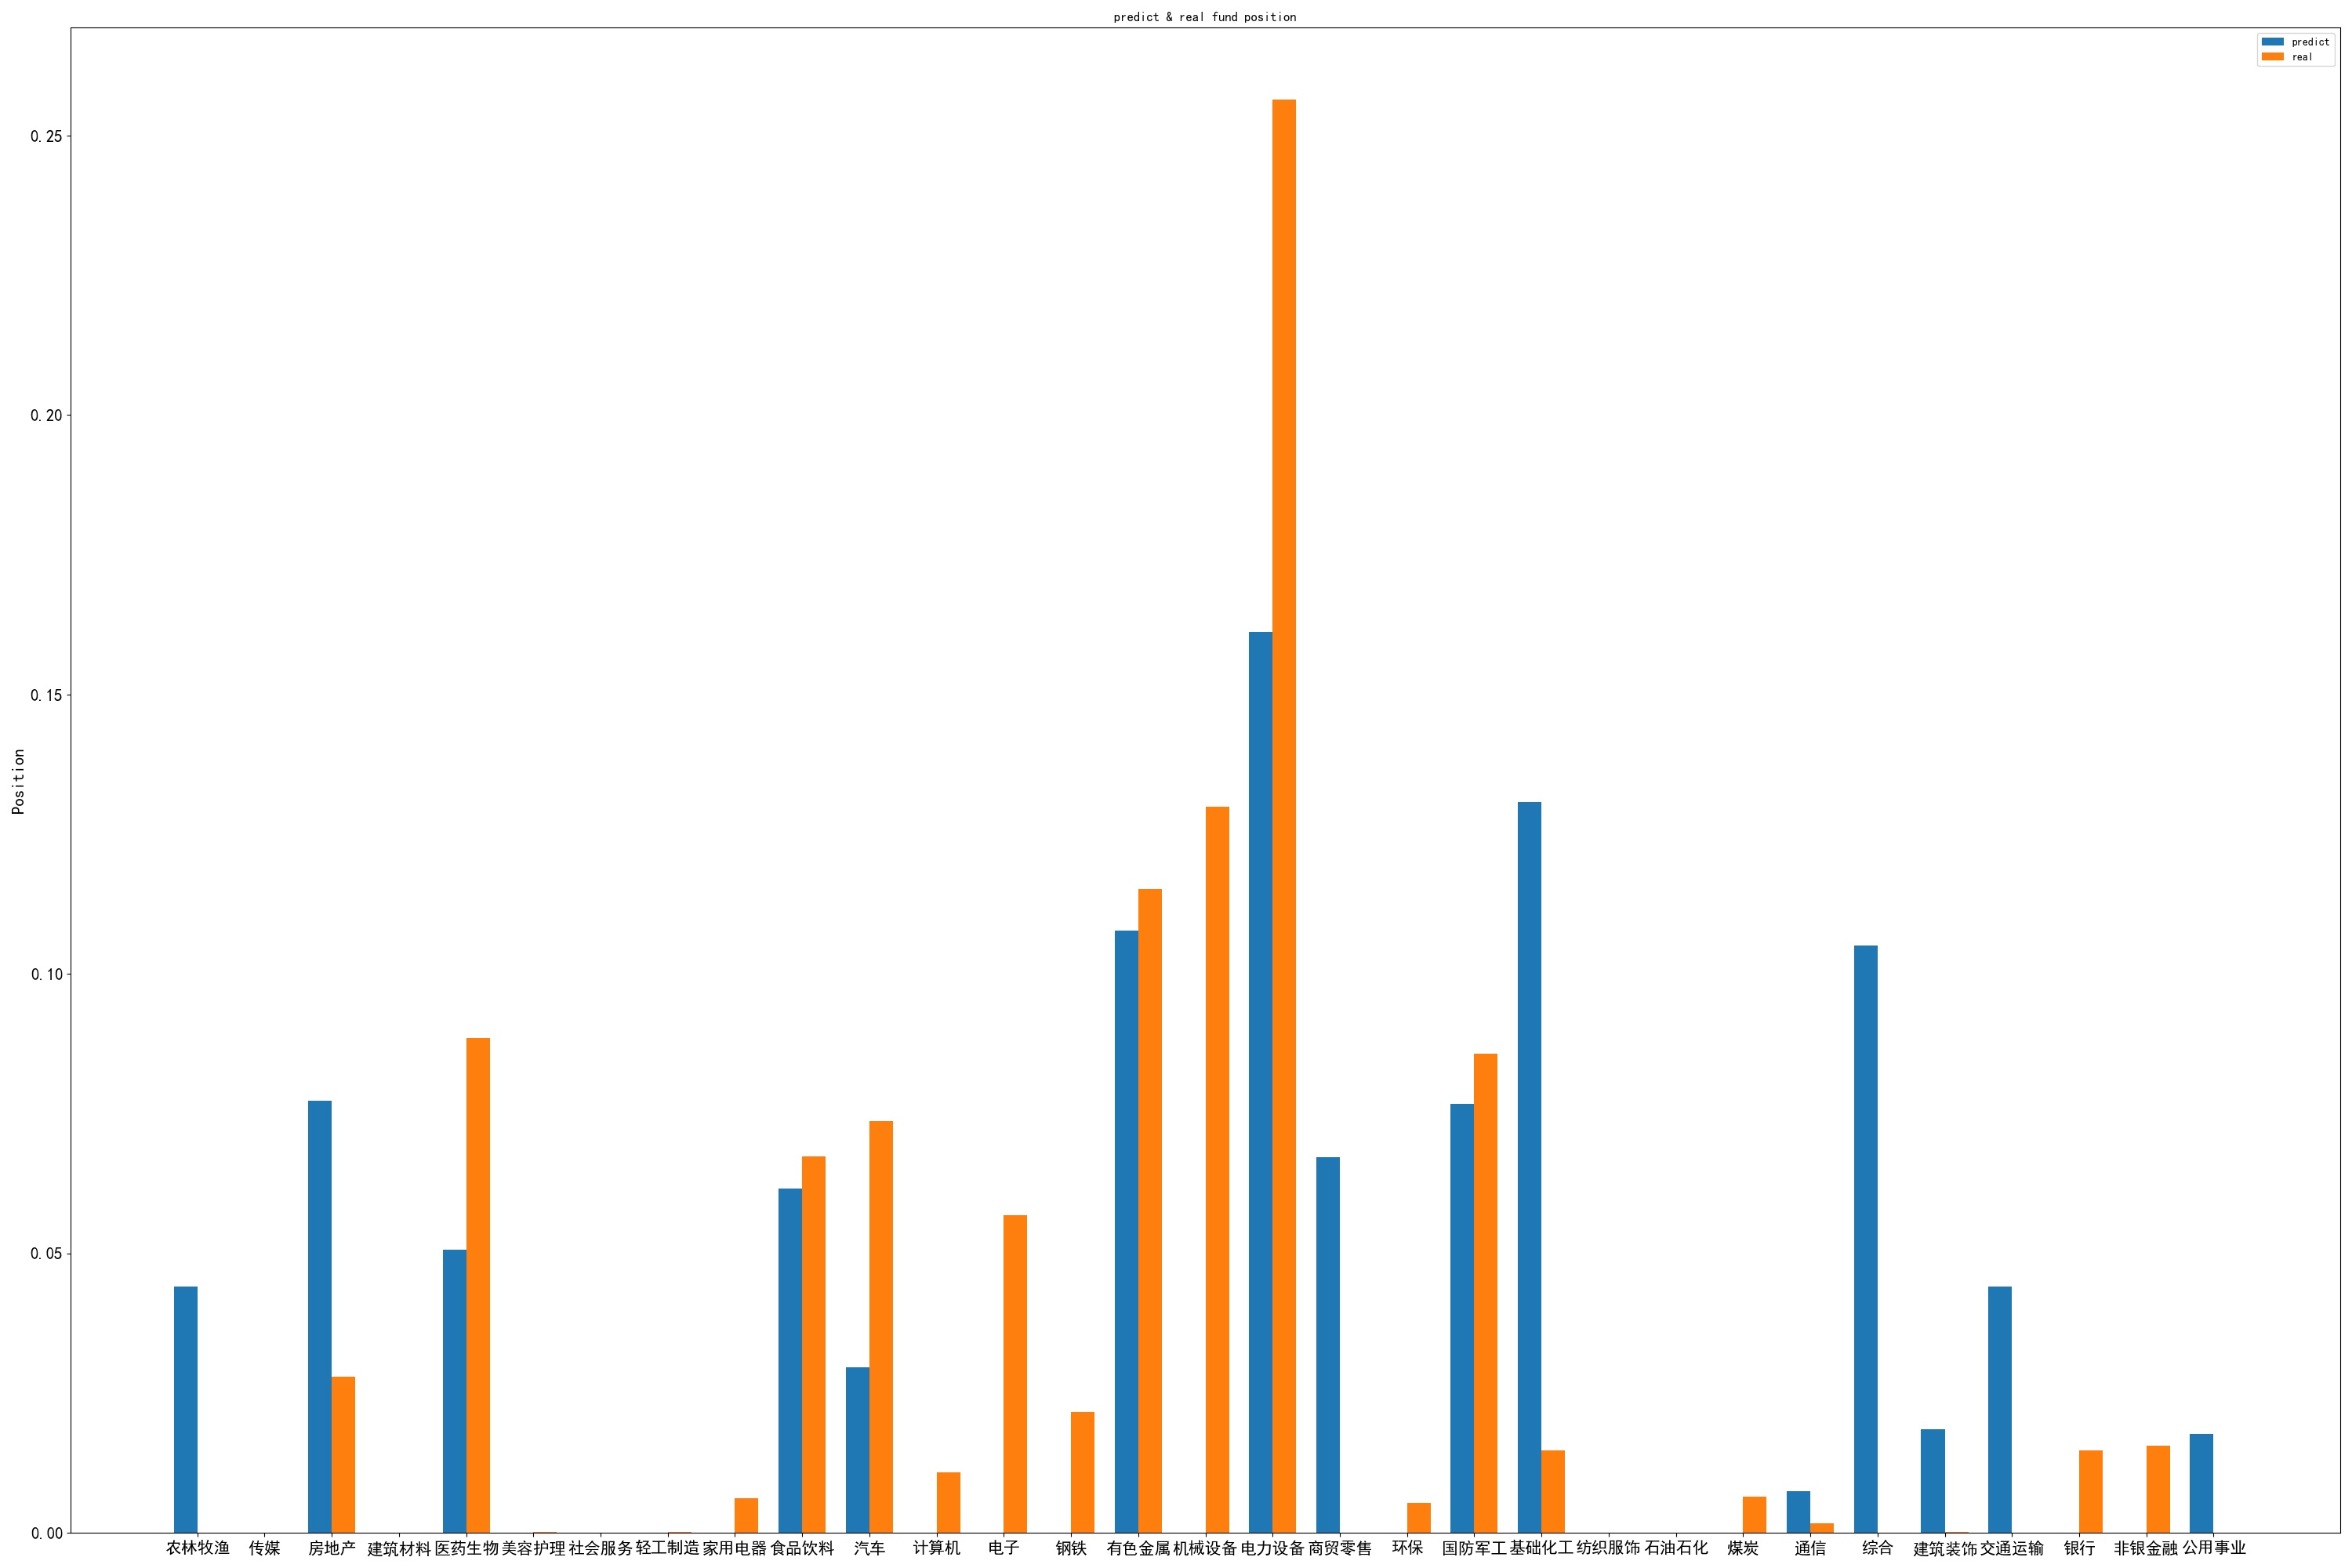 predict & real fund position
predict
real
0.25
0.20
0.15
0.10
0.05
0.00
Position
农林牧渔 传媒 房地产 建筑材料 医药生物 美容护理 社会服务 轻工制造 家用电器 食品饮料 汽车 计算机 电子 钢铁 有色金属 机械设备 电力设备 商贸零售 环保 国防军工 基础化工 纺织服饰 石油石化 煤炭 通信 综合 建筑装饰 交通运输 银行 非银金融 公用事业